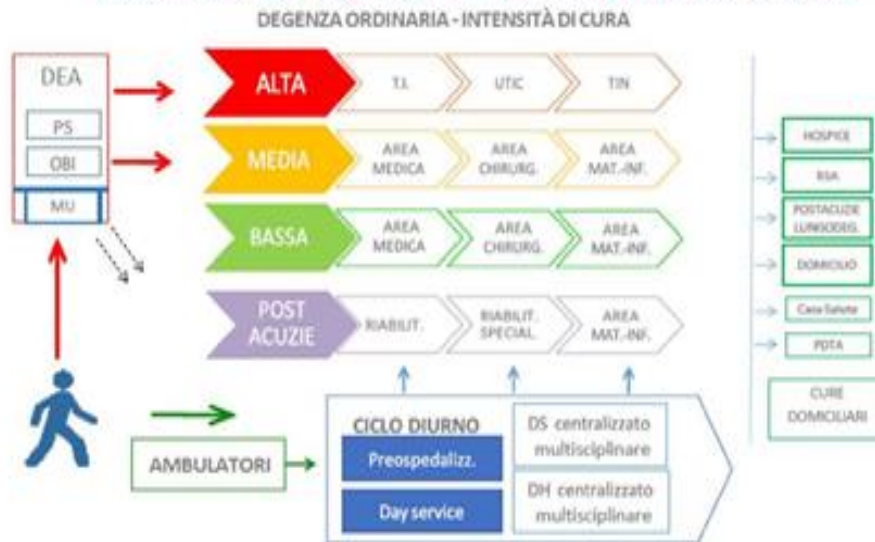 DEGENZA ORDINARIA - INTENSITÀ DI CURA
DEA
PS
OBI
MU
ALTA
T.I.
UTIC
TIN
MEDIA
AREA
MEDICA
AREA
CHIRURG.
AREA
MAT.-INF.
BASSA
AREA
MEDICA
AREA
CHIRURG.
AREA
MAT.-INF.
POST
ACUZIE
RIABILIT.
RIABILIT.
SPECIAL.
AREA
MAT.-INF.
HOSPICE
RSA
POSTACUZIE
LUNGODEG.
DOMICILIO
Casa Salute
PDTA
CURE
DOMICILIARI
AMBULATORI
CICLO DIURNO
Preospedalizz.
Day service
DS centralizzato
multisciplinare
DH centralizzato
multisciplinare